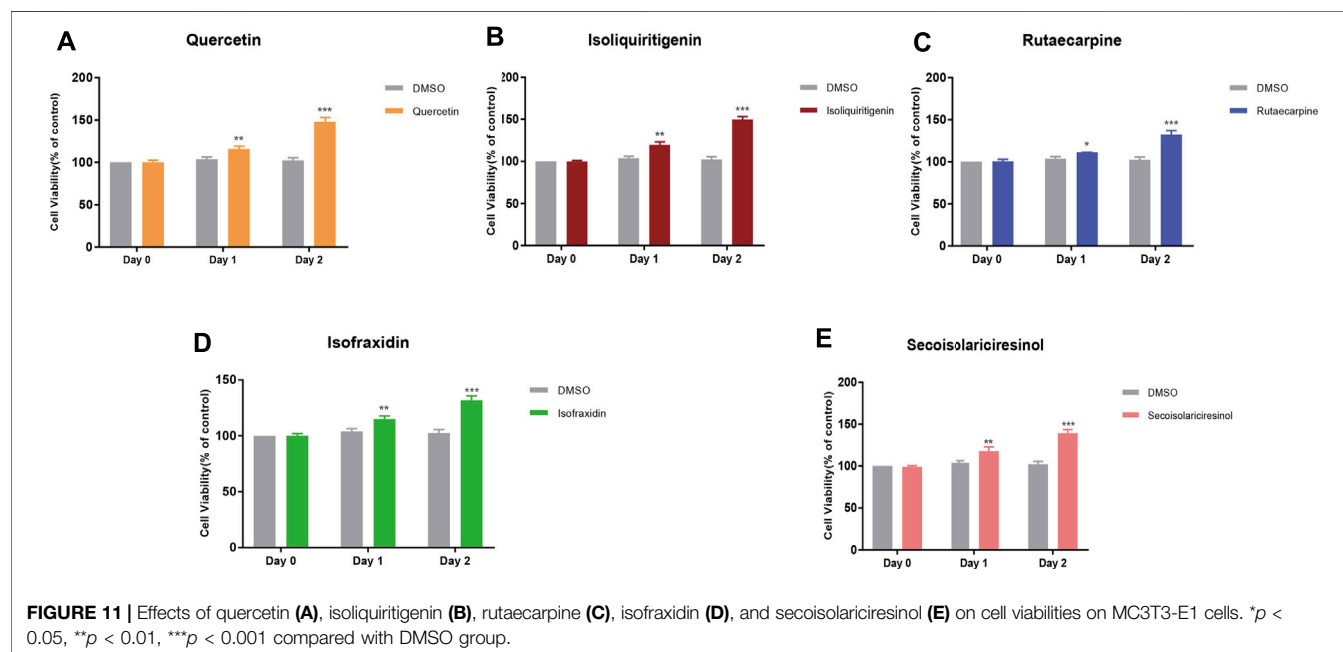 A
Quercetin
Cell Viability(% of control)
200
150
100
50
0
**
***
Day 0
Day 1
Day 2
DMSO
Quercetin
B
Isoliquiritigenin
Cell Viability(% of control)
200
150
100
50
0
**
***
Day 0
Day 1
Day 2
DMSO
Isoliquiritigenin
C
Rutaecarpine
Cell Viability(% of control)
200
150
100
50
0
*
***
Day 0
Day 1
Day 2
DMSO
Rutaecarpine
D
Isofraxidin
Cell Viability(% of control)
150
100
50
0
**
***
Day 0
Day 1
Day 2
DMSO
Isofraxidin
E
Secoisolariciresinol
Cell Viability(% of control)
200
150
100
50
0
**
***
Day 0
Day 1
Day 2
DMSO
Secoisolariciresinol
FIGURE 11 | Effects of quercetin (A), isoliquiritigenin (B), rutaecarpine (C), isofraxidin (D), and secoisolariciresinol (E) on cell viabilities on MC3T3-E1 cells. *p <
0.05, **p < 0.01, ***p < 0.001 compared with DMSO group.